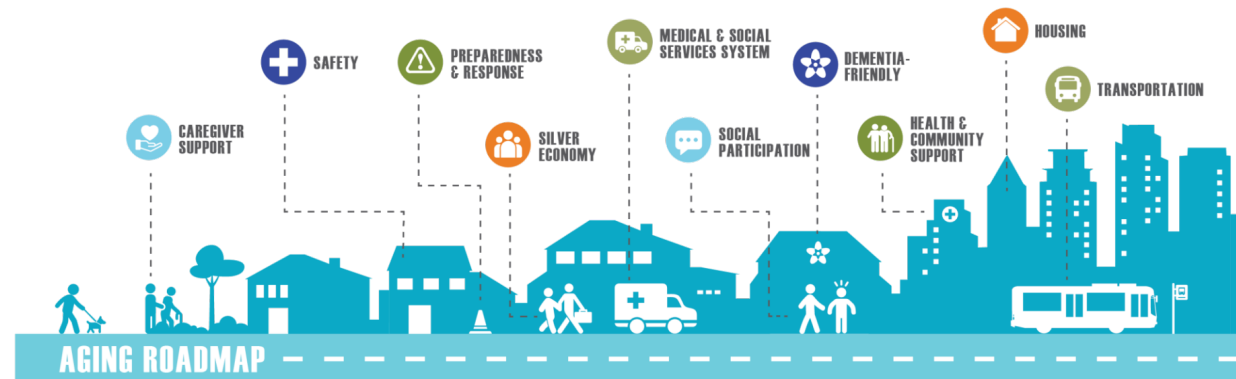 CAREGIVER
SUPPORT
SAFETY
PREPAREDNESS
& RESPONSE
SILVER
ECONOMY
MEDICAL & SOCIAL
SERVICES SYSTEM
SOCIAL
PARTICIPATION
DEMENTIA-
FRIENDLY
HEALTH &
COMMUNITY
SUPPORT
HOUSING
TRANSPORTATION
AGING ROADMAP